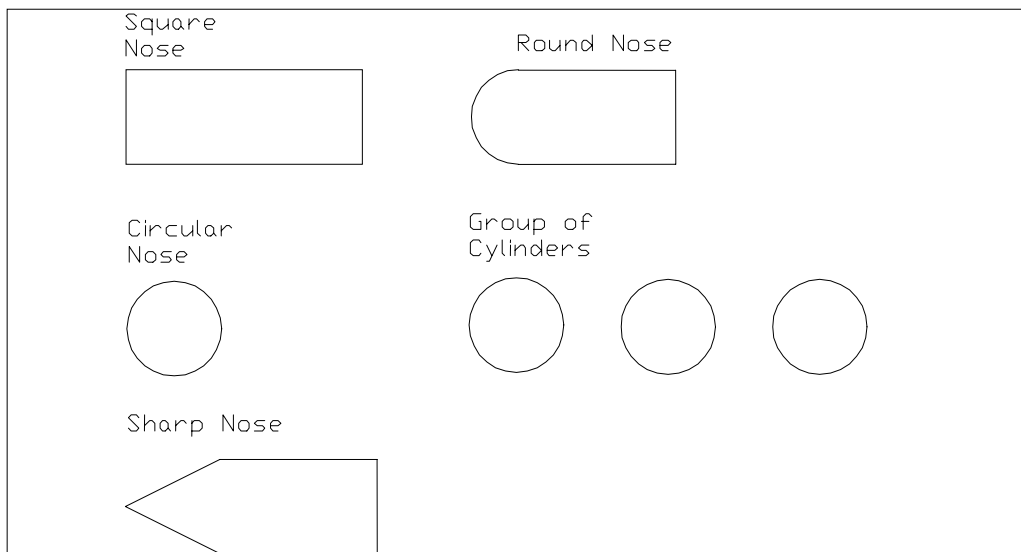 Square
Nose
Round Nose
Circular
Nose
Group of
Cylinders
Sharp Nose